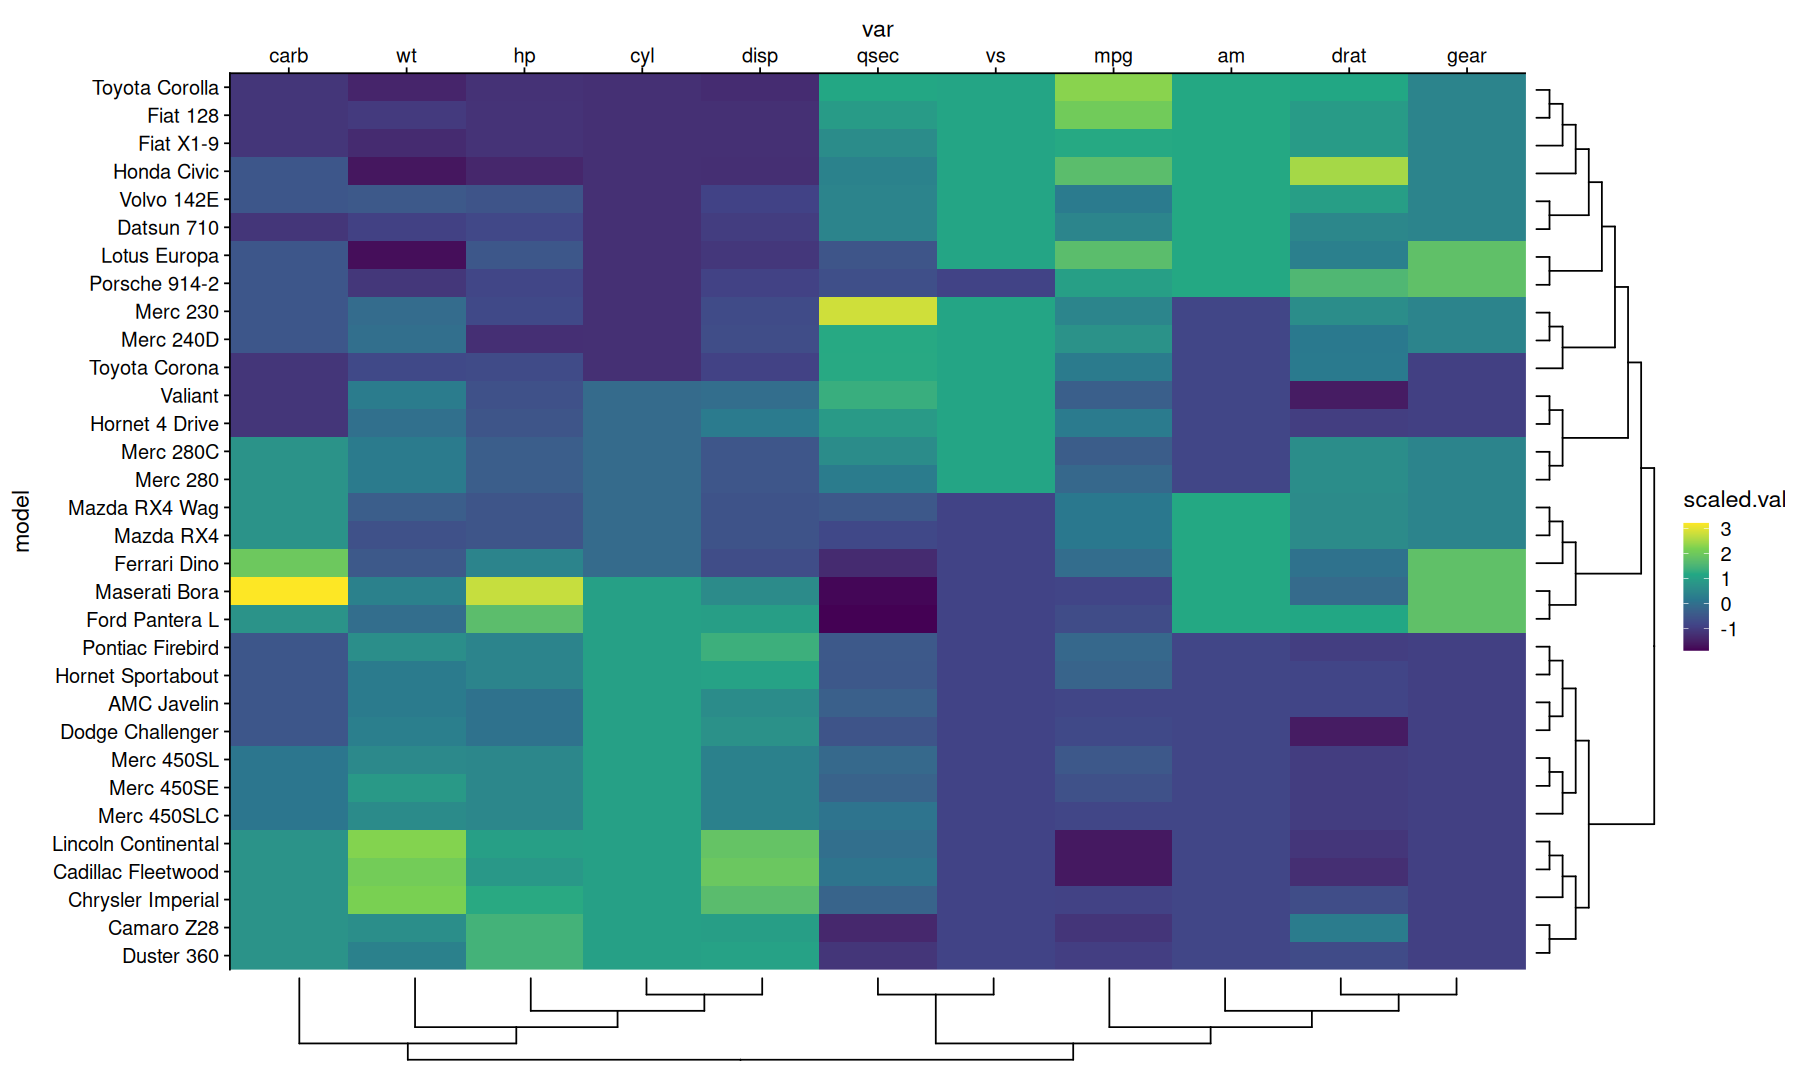 var
carb wt hp cyl disp qsec vs mpg am drat gear
Toyota Corolla
Fiat 128
Fiat X1-9
Honda Civic
Volvo 142E
Datsun 710
Lotus Europa
Porsche 914-2
Merc 230
Merc 240D
Toyota Corona
Valiant
Hornet 4 Drive
Merc 280C
Merc 280
Mazda RX4 Wag
Mazda RX4
Ferrari Dino
Maserati Bora
Ford Pantera L
Pontiac Firebird
Hornet Sportabout
AMC Javelin
Dodge Challenger
Merc 450SL
Merc 450SE
Merc 450SLC
Lincoln Continental
Cadillac Fleetwood
Chrysler Imperial
Camaro Z28
Duster 360
model
scaled.val
3
2
1
0
-1